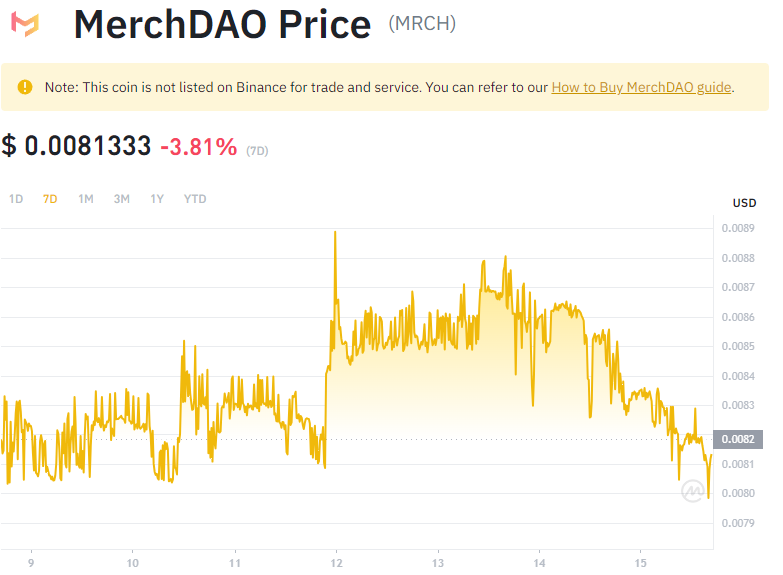 MerchDAO Price (MRCH)
Note: This coin is not listed on Binance for trade and service. You can refer to our How to Buy MerchDAO guide.
$ 0.0081333 -3.81% (7D)
1D 7D 1M 3M 1Y YTD
USD
0.0089
0.0088
0.0087
0.0086
0.0085
0.0084
0.0083
0.0082
0.0081
0.0080
0.0079
9 10 11 12 13 14 15